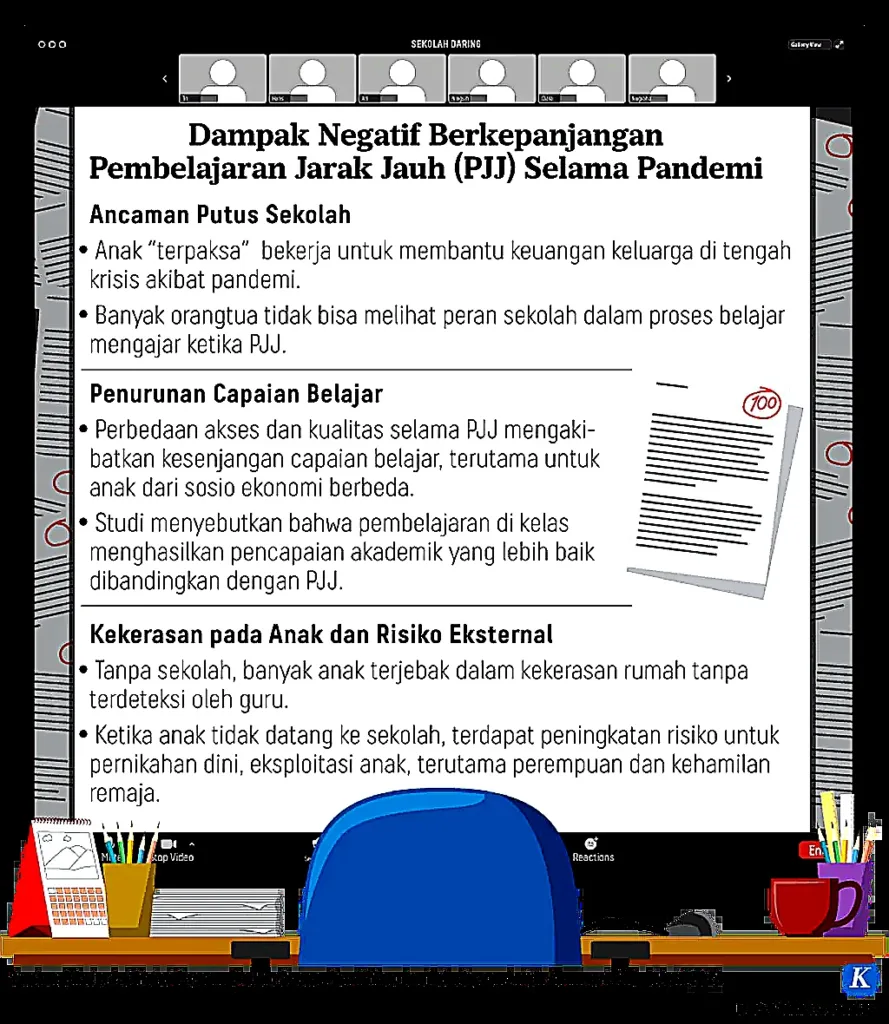 SEKOLAH DARING
Gallery View
Dampak Negatif Berkepanjangan
Pembelajaran Jarak Jauh (PJJ) Selama Pandemi
Ancaman Putus Sekolah
• Anak “terpaksa” bekerja untuk membantu keuangan keluarga di tengah
krisis akibat pandemi.
• Banyak orangtua tidak bisa melihat peran sekolah dalam proses belajar
mengajar ketika PJJ.
Penurunan Capaian Belajar
100
• Perbedaan akses dan kualitas selama PJJ mengaki-
batkan kesenjangan capaian belajar, terutama untuk
anak dari sosio ekonomi berbeda.
• Studi menyebutkan bahwa pembelajaran di kelas
menghasilkan pencapaian akademik yang lebih baik
dibandingkan dengan PJJ.
Kekerasan pada Anak dan Risiko Eksternal
• Tanpa sekolah, banyak anak terjebak dalam kekerasan rumah tanpa
terdeteksi oleh guru.
• Ketika anak tidak datang ke sekolah, terdapat peningkatan risiko untuk
pernikahan dini, eksploitasi anak, terutama perempuan dan kehamilan
remaja.
Video
Reactions
K